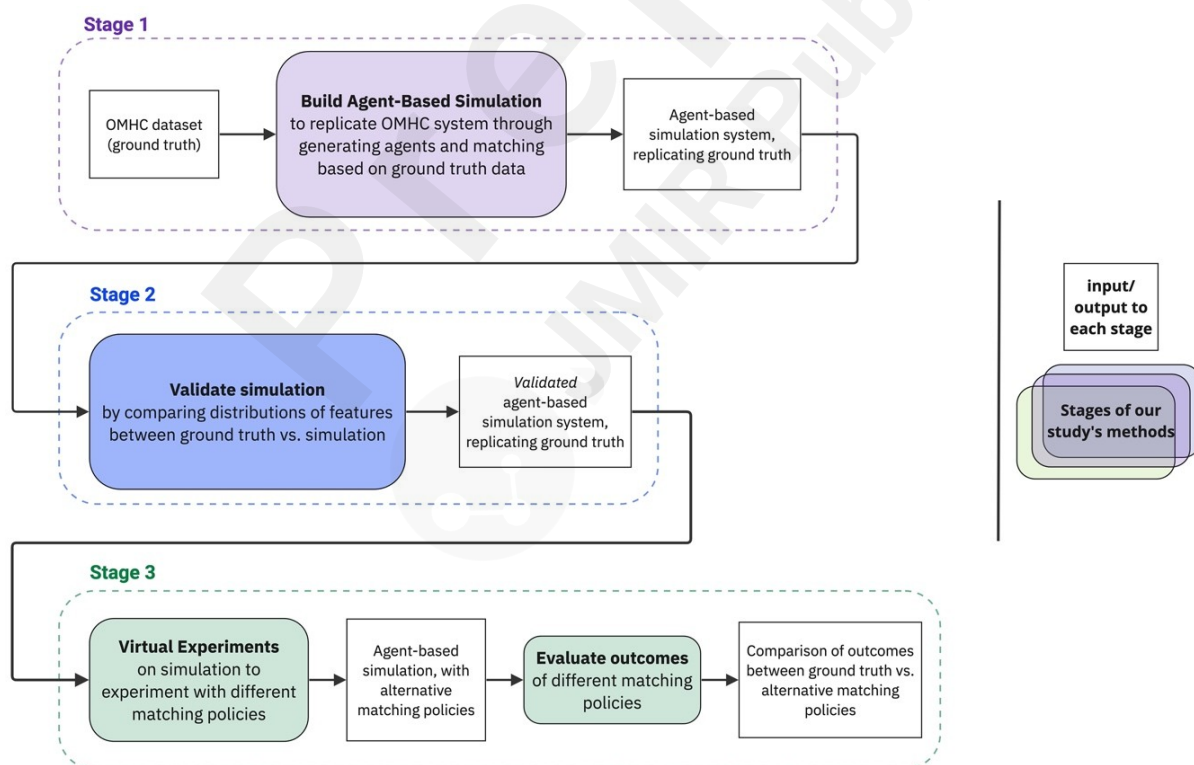 Stage 1
OMHC dataset
(ground truth)
Build Agent-Based Simulation
to replicate OMHC system through
generating agents and matching
based on ground truth data
Agent-based
simulation system,
replicating ground truth
Stage 2
Validate simulation
by comparing distributions of features
between ground truth vs. simulation
Validated
agent-based
simulation system,
replicating ground truth
Stage 3
Virtual Experiments
on simulation to
experiment with different
matching policies
Agent-based
simulation, with
alternative
matching policies
Evaluate outcomes
of different matching
policies
Comparison of outcomes
between ground truth vs.
alternative matching
policies
input/
output to
each stage
Stages of our
study's methods
JMIR Pub